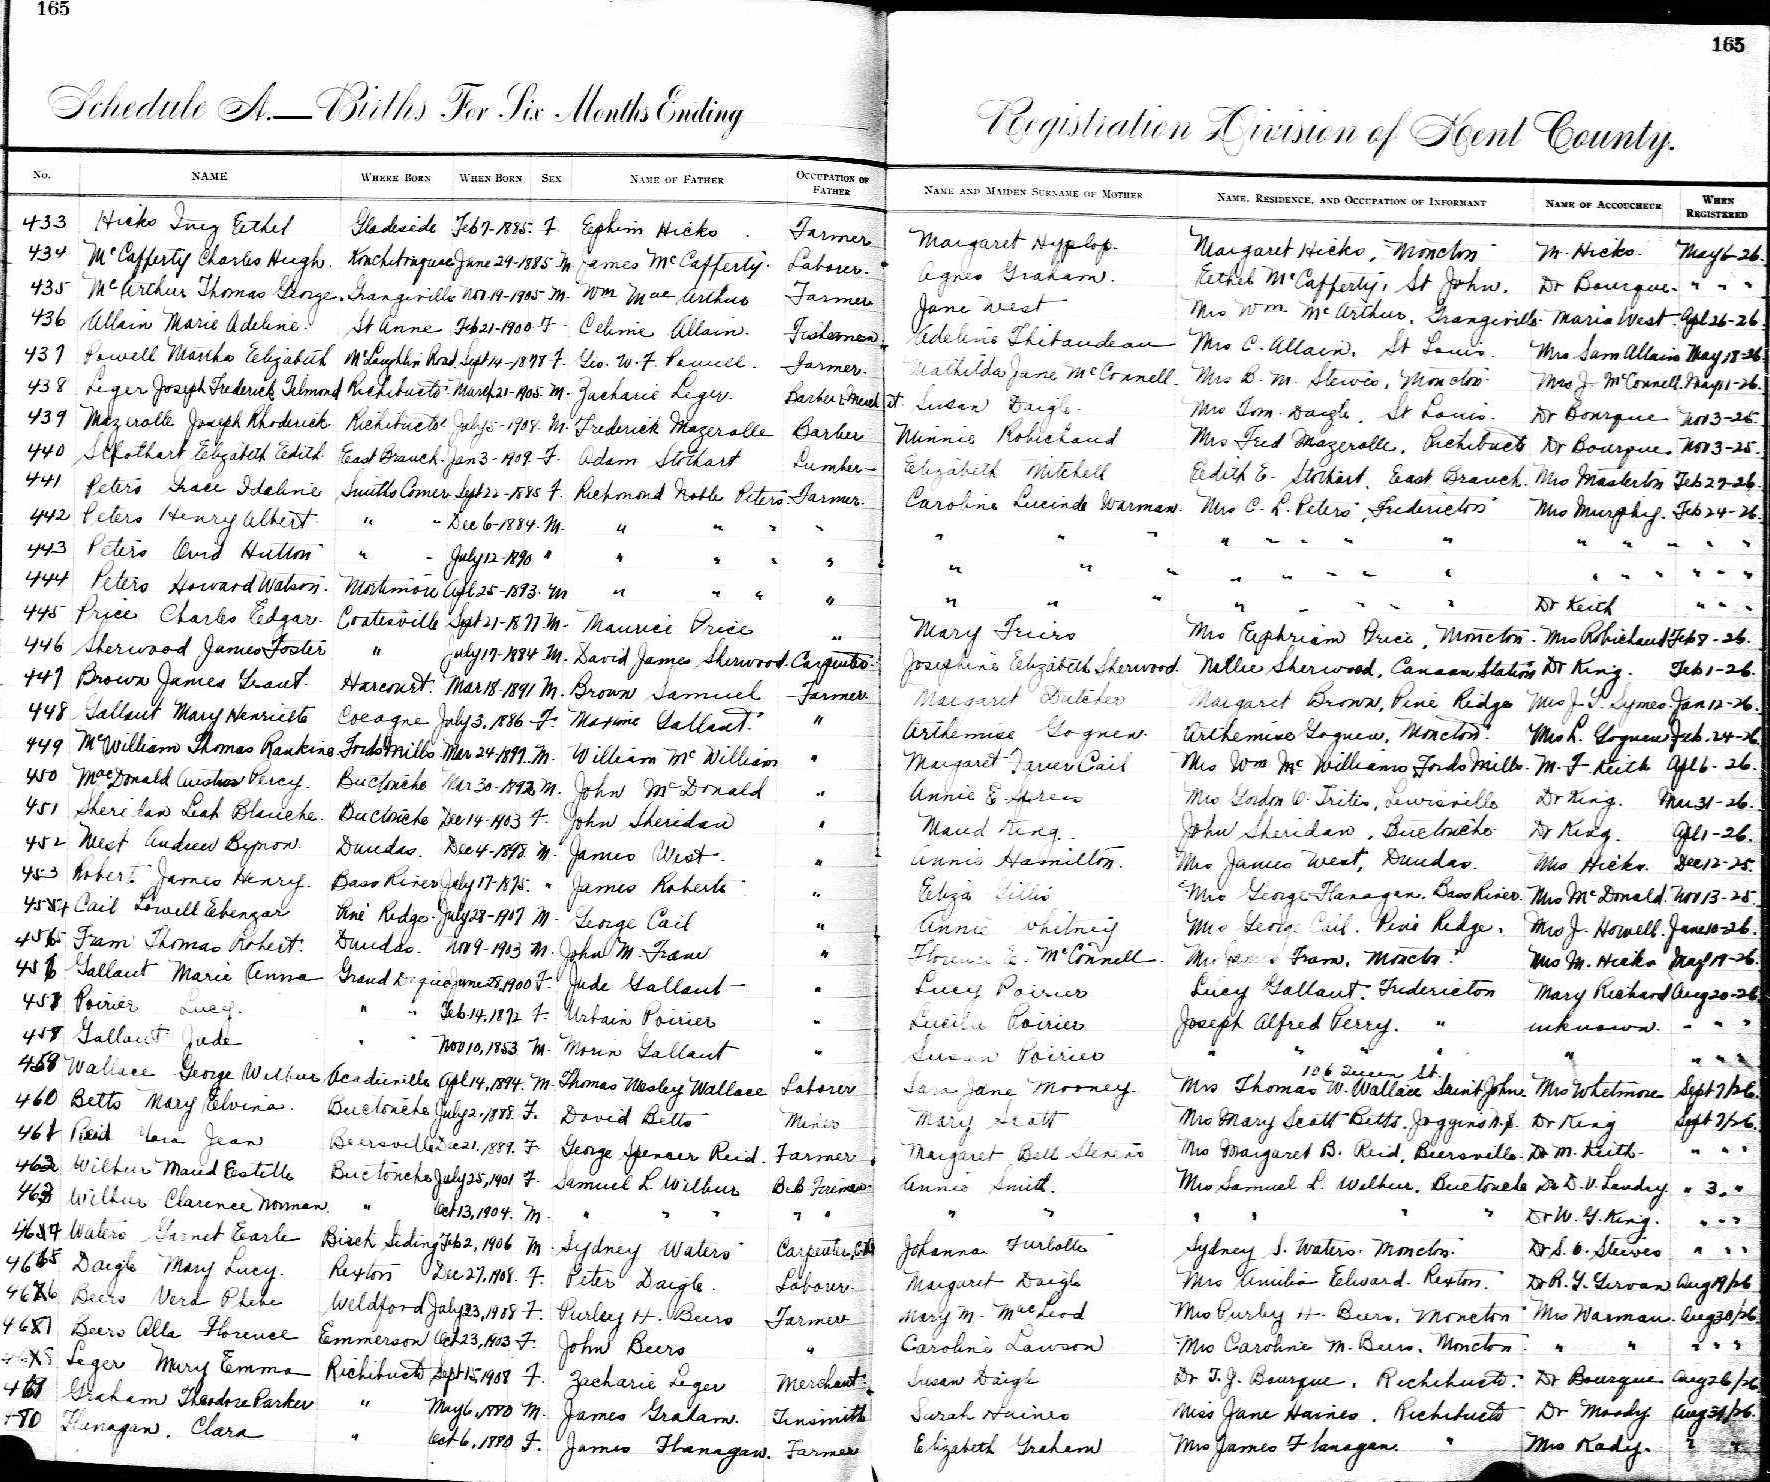 165
165
Schedule A.—Births For Six Months Ending
Registration Division of Kent County.
No. NAME WHERE BORN WHEN BORN SEX NAME OF FATHER OCCUPATION OF FATHER NAME AND MAIDEN SURNAME OF MOTHER NAME, RESIDENCE, AND OCCUPATION OF INFORMANT NAME OF ACCOUCHEUR WHEN REGISTERED
433 Hicks Inez Ethel Gladeside Feb 7-1885. F. Ephim Hicks Farmer Margaret Hyslop. Margaret Hicks, Moncton M. Hicks. May 6-26.
434 McCafferty Charles Hugh. Kouchibouguac June 29-1885 M James McCafferty. Laborer. Agnes Graham. Ethel McCafferty, St John. Dr Bourque. " " "
435 McArthur Thomas George. Grangeville Nov 19-1905 M. Wm MacArthur Farmer Jane West Mrs Wm McArthur, Grangeville Maria West Apl 26-26.
436 Allain Marie Adeline. St Anne Feb 21-1900 F Celime Allain. Fisherman Adeline Thibaudeau Mrs C. Allain, St Louis. Mrs Sam Allain May 18-26
437 Powell Martha Elizabeth McLaughlin Road Sept 14-1878 F. Geo. W. F. Powell. Farmer. Mathilda Jane McConnell. Mrs B. M. Steves, Moncton Mrs J. McConnell May 11-26.
438 Leger Joseph Frederick Telmond Richibucto March 21-1905 M. Zacharie Leger. Barber & Merch't. Susan Daigle. Mrs Tom. Daigle, St Louis. Dr Bourque Nov 3-25.
439 Mazerolle Joseph Rhoderick Richibucto July 5-1908. M. Frederick Mazerolle Barber Minnie Robichaud Mrs Fred Mazerolle, Richibucto Dr Bourque. Nov 3-25.
440 Stothart Elizabeth Edith East Branch. Jan 3-1909. F. Adam Stothart Lumber- Elizabeth Mitchell Edith E. Stothart, East Branch. Mrs Masterton Feb 27-26.
441 Peters Grace Idaline Smiths Corner Sept 22-1885 F. Richmond Noble Peters Farmer. Caroline Lucinda Warman. Mrs C. L. Peters, Fredericton Mrs Murphy. Feb 24-26.
442 Peters Henry Albert " " Dec 6-1884. M. " " " " " " " " " " " " " " " " "
443 Peters Ovid Hutton " " July 12-1890 " " " " " " " " " " " " " " " " " "
444 Peters Howard Watson. Mortimore Apl 25-1893. M " " " " " " " " " " " " Dr Keith " " "
445 Price Charles Edgar. Coatesville Sept 21-1877. M. Maurice Price " Mary Friers Mrs Ephriam Price, Moncton. Mrs Robichaud Feb 8-26.
446 Sherwood James Foster " July 17-1884 M. David James Sherwood. Carpenter. Josephine Elizabeth Sherwood. Nellie Sherwood, Canaan Station Dr King. Feb 1-26.
447 Brown James Grant. Harcourt. Mar 18-1891 M. Brown Samuel Farmer Margaret Dutcher Margaret Brown, Pine Ridge Mrs J. T. Symes. Jan 12-26.
448 Gallant Mary Henriette Cocagne July 3, 1886 F. Maxime Gallant. " Arthemise Goguen. Arthemise Goguen, Moncton. Mrs L. Goguen Feb. 24-26
449 McWilliam Thomas Rankine Fords Mills Mar 24-1897. M. William McWilliam " Margaret Cail Mrs Wm McWilliams Fords Mills. M. F Keith Apl 6-26.
450 MacDonald Percy. Buctouche Mar 30-1892 M. John McDonald " Annie E. Mrs Gordon O. Trites, Lewisville Dr King. Mar 31-26.
451 Sheridan Leah Blanche. Buctouche Dec 14-1903 F. John Sheridan " Maud King. John Sheridan, Buctouche Dr King. Apl 1-26.
452 West Andrew Byron. Dundas. Dec 4-1898. M. James West. " Annie Hamilton. Mrs James West, Dundas. Mrs Hicks. Dec 12-25.
453 Robert James Henry. Bass River July 17-1875. " James Roberts " Eliza Gillis Mrs George Flanagan. Bass River. Mrs McDonald. Nov 13-25.
454 Cail Lowell Ebenzar Pine Ridge. July 28-1907 M. George Cail " Annie Whitney Mrs George Cail. Pine Ridge. Mrs J. Howell. June 10-26.
455 Fram Thomas Robert. Dundas. Nov 9-1903 M. John M. Fram " Florence E. McConnell. Mrs James Fram, Moncton. Mrs M. Hicks May 19-26.
456 Gallant Marie Anna Grand Digue June 28, 1900 F. Jude Gallant " Lucy Poirier Lucy Gallant. Fredericton Mary Richard Aug 20-26.
457 Poirier Lucy. " " Feb 14, 1872 F. Urbain Poirier " Lucille Poirier Joseph Alfred Perry. " unknown. " " "
458 Gallant Jude " " Nov 10, 1853 M. Morin Gallant " Susan Poirier " " " " " " " "
459 Wallace George Wilbur Acadieville Apl 14, 1894. M. Thomas Wesley Wallace Laborer Sara Jane Mooney. Mrs Thomas W. Wallace 106 Queen St. Saint John Mrs Whetmore Sept 7/26.
460 Betts Mary Elvina. Buctouche July 2, 1888. F. David Betts Miner Mary Scott Mrs Mary Scott Betts. Joggins N.S. Dr King Sept 7/26.
461 Reid Jean Beersville Dec 21, 1889. F. George Spencer Reid. Farmer Margaret Bell Stevens Mrs Margaret B. Reid, Beersville. Dr M. Keith " " "
462 Wilbur Maud Estelle Buctouche July 25, 1901 F. Samuel L. Wilbur Foreman Annie Smith. Mrs Samuel L. Wilbur, Buctouche Dr D. V. Landry " 3. "
463 Wilbur Clarence Norman " Oct 13, 1904. M. " " " " " " " " " " " Dr W. G. King. " " "
464 Waters Garnet Earle Birch Siding Feb 2, 1906 M. Sydney Waters Carpenter, Johanna Furlotte Sydney S. Waters. Moncton. Dr S. C. Steives " " "
465 Daigle Mary Lucy. Rexton Dec 27, 1908. F. Peter Daigle. Laborer. Margaret Daigle Mrs Amilia Edward. Rexton. Dr R. G. Girvan Aug 19/26
466 Beers Vera Phebe Weldford July 23, 1908 F. Purley H. Beers Farmer Mary M. MacLeod Mrs Purley H. Beers, Moncton Mrs Warman. Aug 30/26.
467 Beers Alla Florence Emmerson Oct 23, 1903 F. John Beers " Caroline Lawson Mrs Caroline M. Beers. Moncton " " " " "
468 Leger Mary Emma Richibucto Sept 15, 1908 F. Zacharie Leger Merchant. Susan Daigle Dr T. J. Bourque, Richibucto. Dr Bourque Aug 26/26
469 Graham Theodore Parker " May 6, 1880 M. James Graham. Tinsmith Sarah Haines Miss Jane Haines. Richibucto Dr Moody Aug 31/26.
470 Flanagan, Clara " Oct 6, 1880 F. James Flanagan. Farmer Elizabeth Graham Mrs James Flanagan. " Mrs Kady. " "